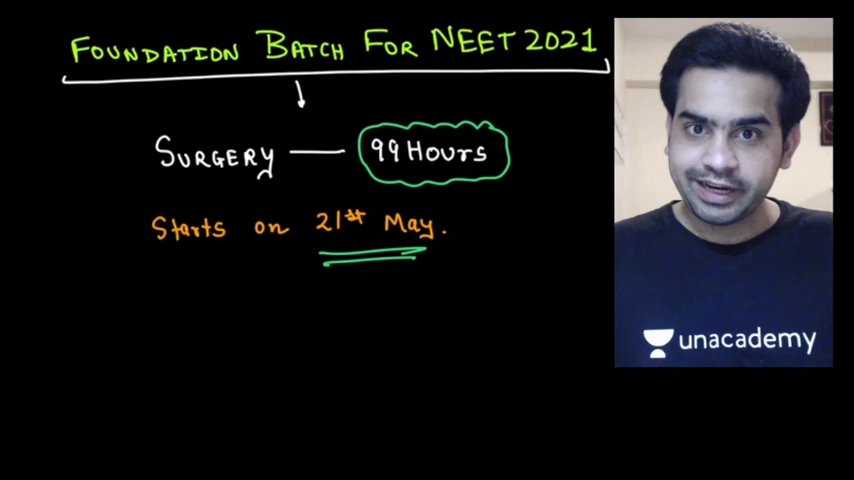 FOUNDATION BATCH FOR NEET 2021
SURGERY — 99 HOURS
Starts on 21st May.
unacademy